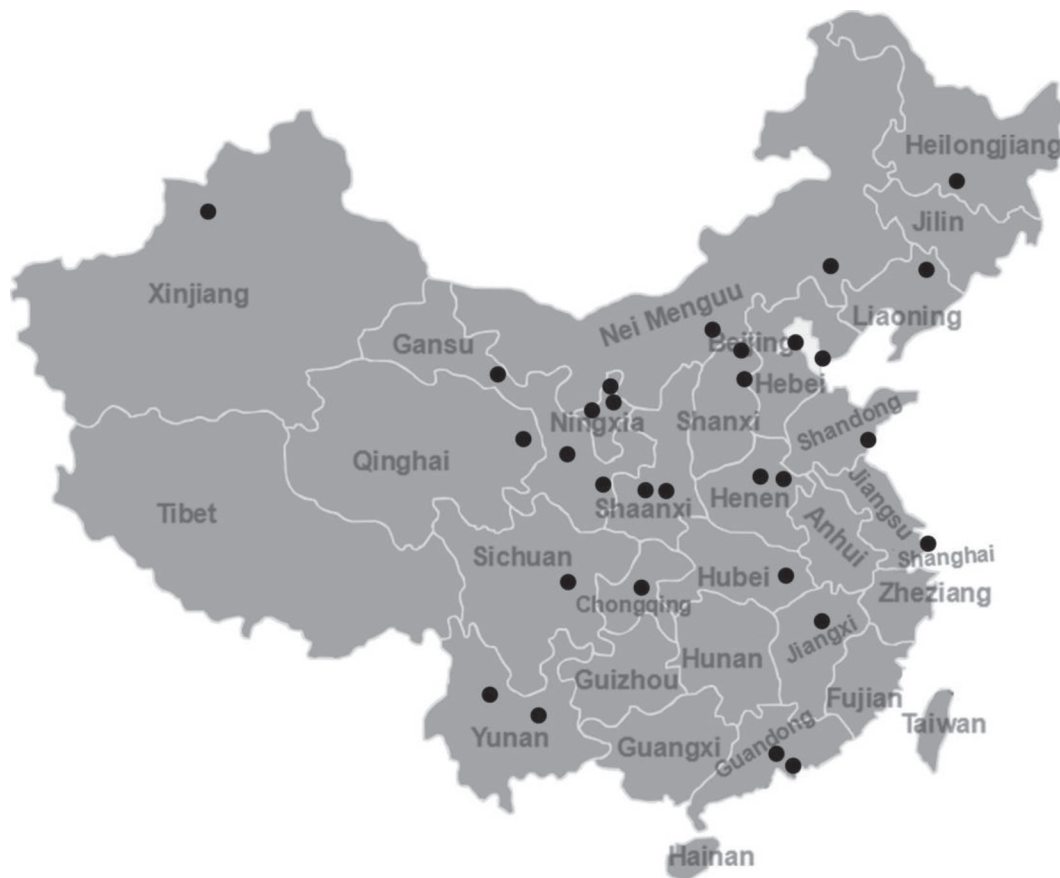 Heilongjiang
Jilin
Xinjiang
Nei Menguu
Liaoning
Gansu
Beijing
Hebei
Ningxia
Shanxi
Shandong
Qinghai
Jiangsu
Tibet
Shaanxi
Henen
Anhui
Sichuan
Shanghai
Hubei
Chongqing
Zheziang
Jiangxi
Hunan
Guizhou
Fujian
Taiwan
Yunan
Guangxi
Guandong
Hainan